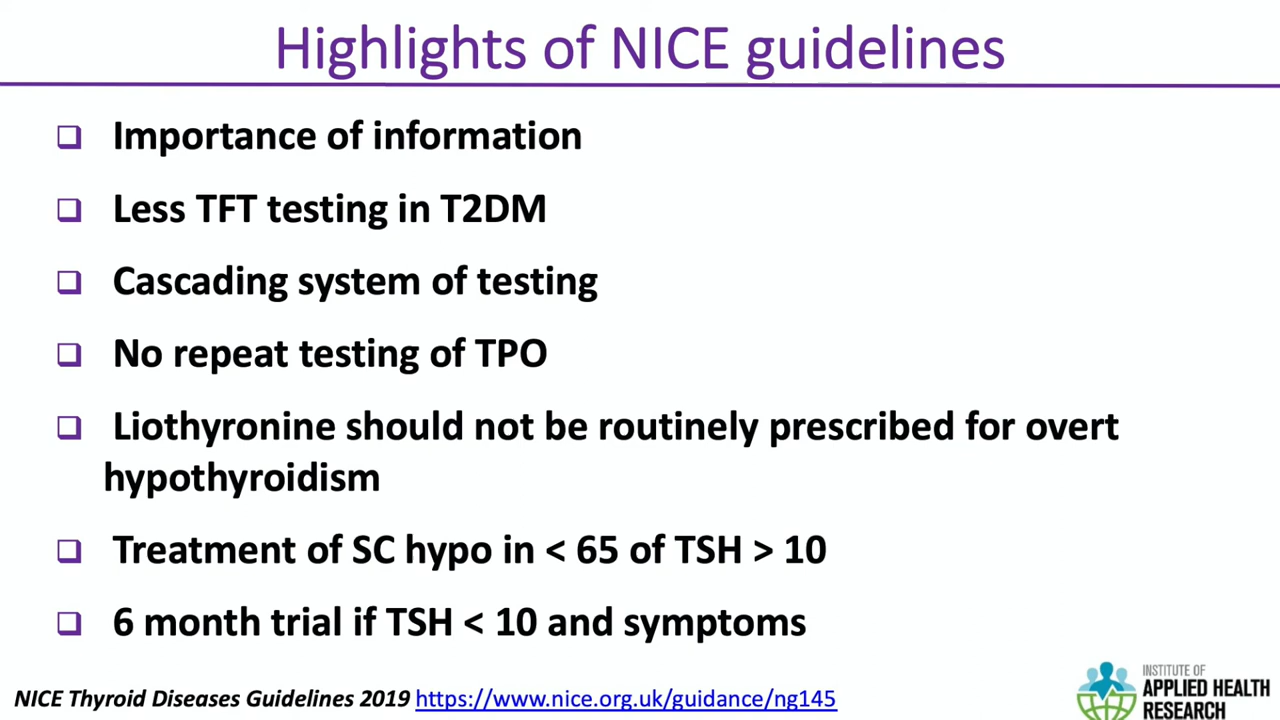 Highlights of NICE guidelines
Importance of information
Less TFT testing in T2DM
Cascading system of testing
No repeat testing of TPO
Liothyronine should not be routinely prescribed for overt
hypothyroidism
Treatment of SC hypo in < 65 of TSH > 10
6 month trial if TSH < 10 and symptoms
NICE Thyroid Diseases Guidelines 2019 https://www.nice.org.uk/guidance/ng145
INSTITUTE OF
APPLIED HEALTH
RESEARCH